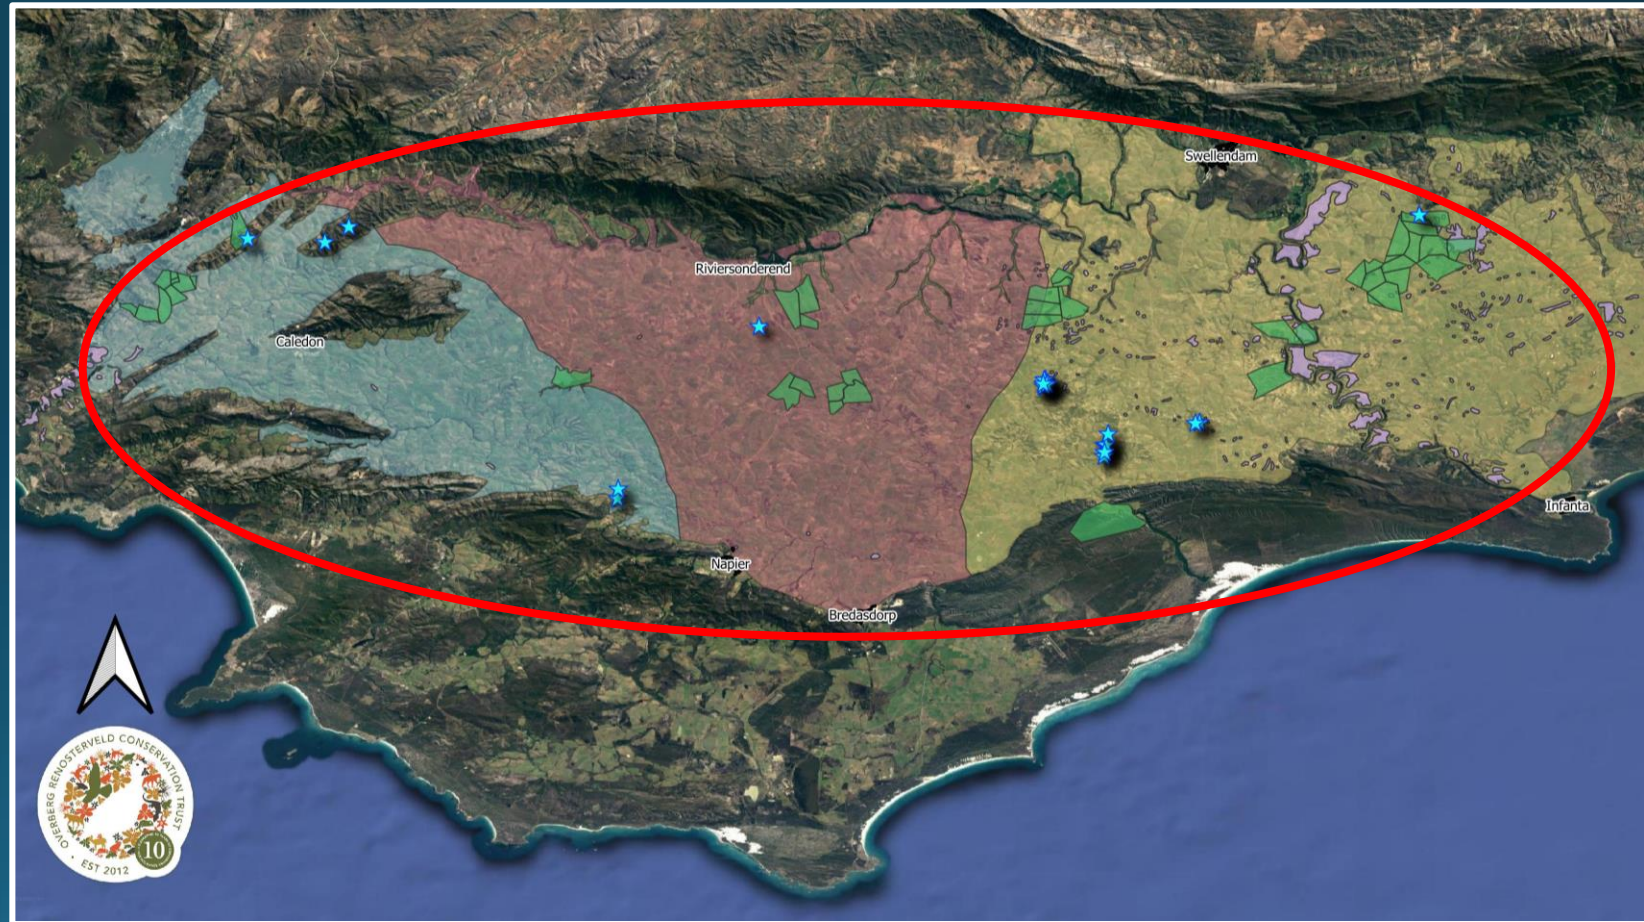 Swellendam
Riviersonderend
Caledon
Infanta
Napier
Bredasdorp
OVERBERG RENOSTERVELD CONSERVATION TRUST
10
EST 2012